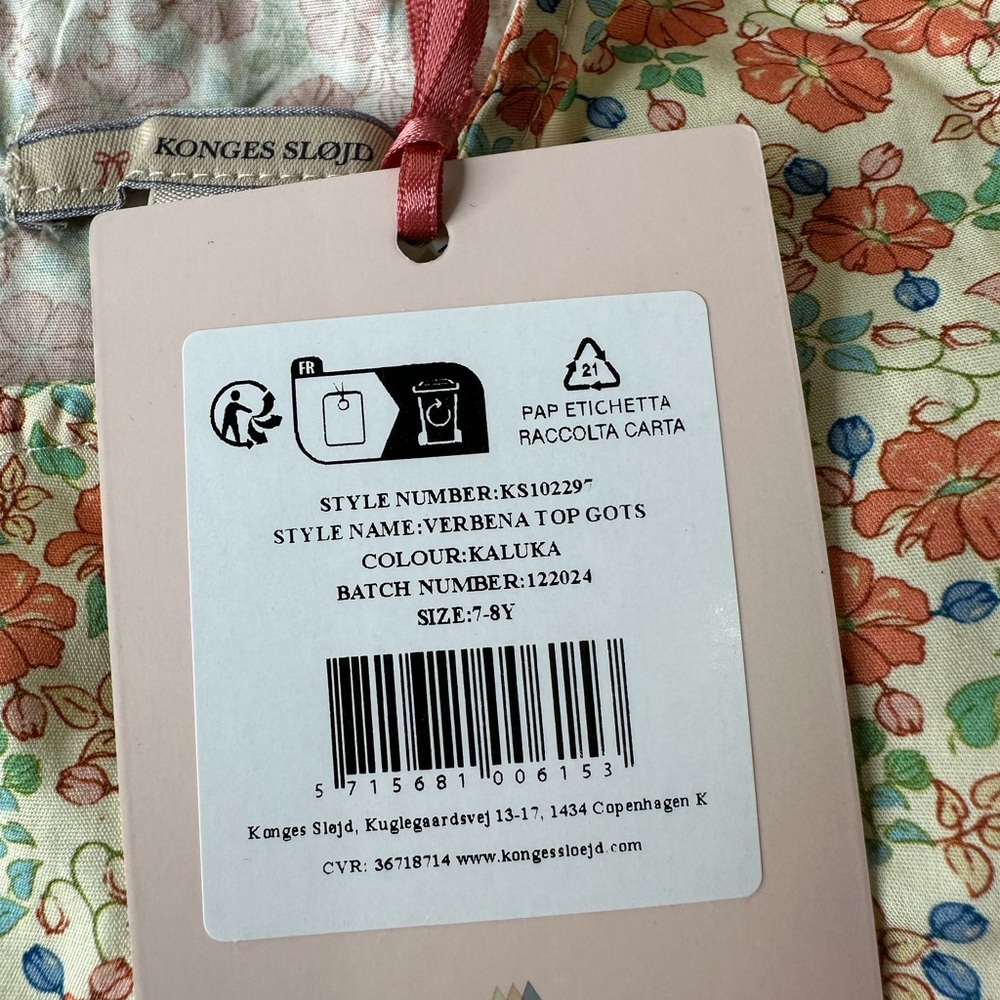 KONGES SLØJD
FR
21
PAP ETICHETTA
RACCOLTA CARTA
STYLE NUMBER:KS102297
STYLE NAME:VERBENA TOP GOTS
COLOUR:KALUKA
BATCH NUMBER:122024
SIZE:7-8Y
5 715681 006153
Konges Sløjd, Kuglegaardsvej 13-17, 1434 Copenhagen K
CVR: 36718714 www.kongessloejd.com